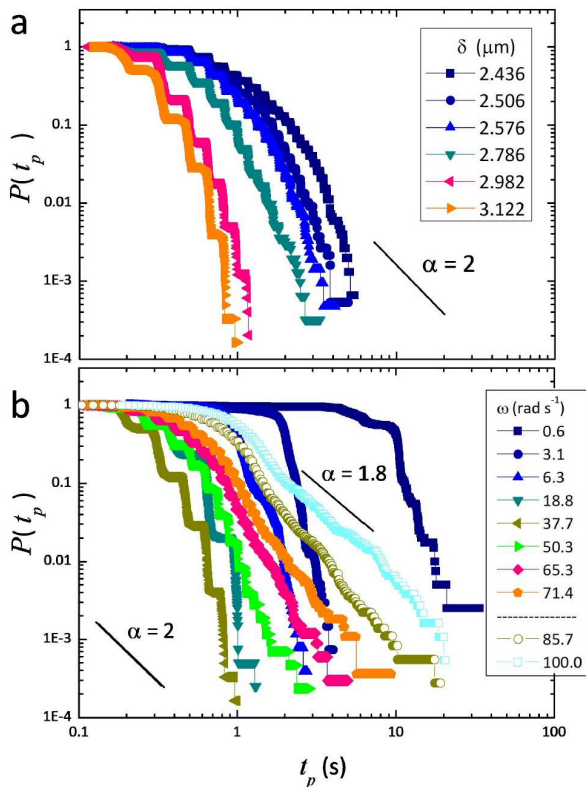 a
P(t_p)
1
0.1
0.01
1E-3
1E-4
δ (μm)
2.436
2.506
2.576
2.786
2.982
3.122
α = 2
b
P(t_p)
1
0.1
0.01
1E-3
1E-4
α = 1.8
α = 2
ω (rad s⁻¹)
0.6
3.1
6.3
18.8
37.7
50.3
65.3
71.4
----------
85.7
100.0
0.1
1
10
100
t_p (s)